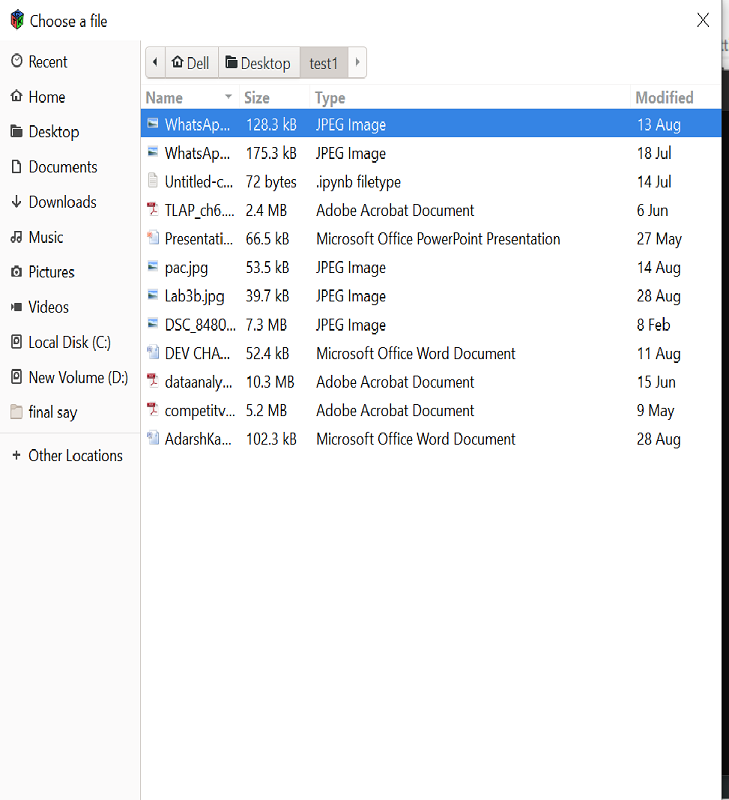 Choose a file
Recent
Home
Desktop
Documents
Downloads
Music
Pictures
Videos
Local Disk (C:)
New Volume (D:)
final say
+ Other Locations
Dell Desktop test1
Name Size Type Modified
WhatsAp... 128.3 kB JPEG Image 13 Aug
WhatsAp... 175.3 kB JPEG Image 18 Jul
Untitled-c... 72 bytes .ipynb filetype 14 Jul
TLAP_ch6.... 2.4 MB Adobe Acrobat Document 6 Jun
Presentati... 66.5 kB Microsoft Office PowerPoint Presentation 27 May
pac.jpg 53.5 kB JPEG Image 14 Aug
Lab3b.jpg 39.7 kB JPEG Image 28 Aug
DSC_8480... 7.3 MB JPEG Image 8 Feb
DEV CHA... 52.4 kB Microsoft Office Word Document 11 Aug
dataanaly... 10.3 MB Adobe Acrobat Document 15 Jun
competitv... 5.2 MB Adobe Acrobat Document 9 May
AdarshKa... 102.3 kB Microsoft Office Word Document 28 Aug